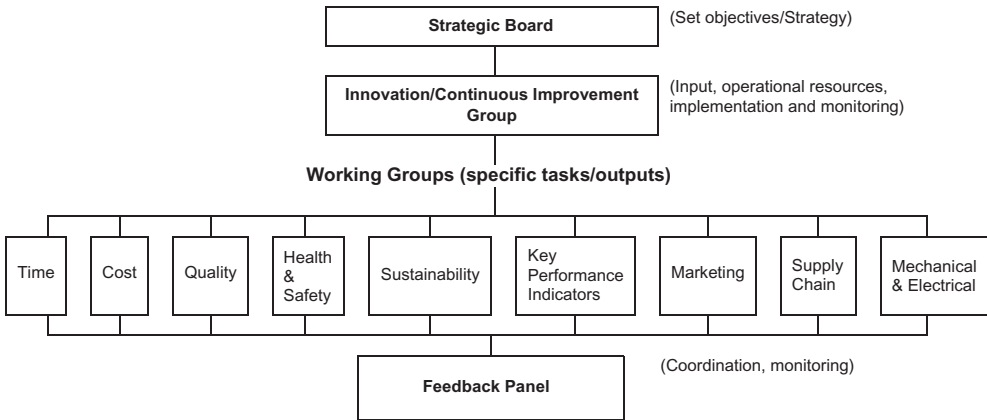 Strategic Board
(Set objectives/Strategy)
Innovation/Continuous Improvement
Group
(Input, operational resources,
implementation and monitoring)
Working Groups (specific tasks/outputs)
Time
Cost
Quality
Health
&
Safety
Sustainability
Key
Performance
Indicators
Marketing
Supply
Chain
Mechanical
& Electrical
Feedback Panel
(Coordination, monitoring)